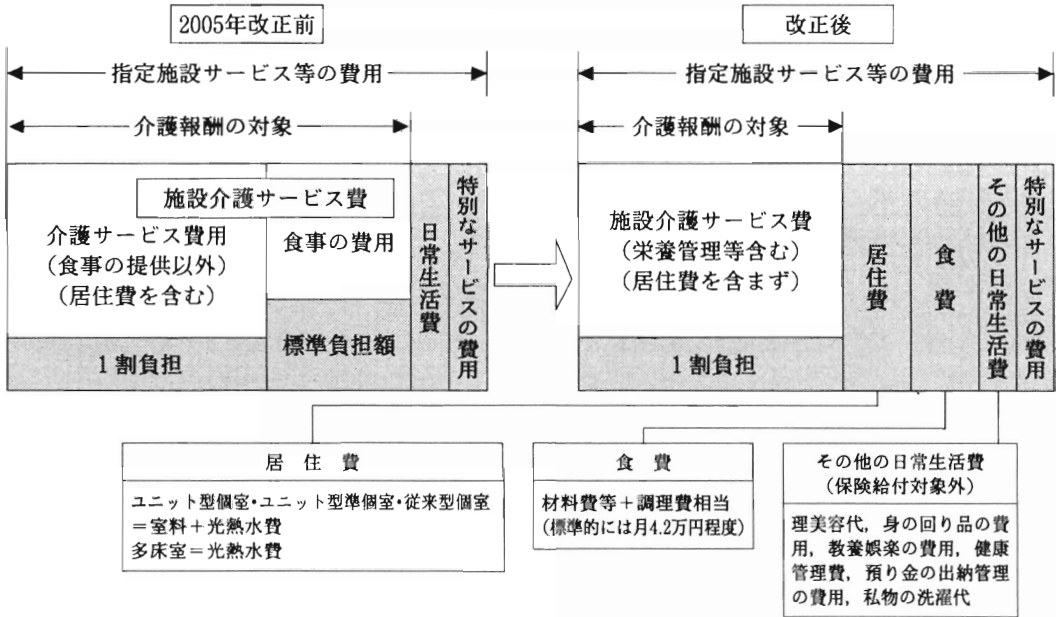 2005年改正前
指定施設サービス等の費用
介護報酬の対象
施設介護サービス費
介護サービス費用
(食事の提供以外)
(居住費を含む)
1割負担
食事の費用
標準負担額
日常生活費
特別なサービスの費用
改正後
指定施設サービス等の費用
介護報酬の対象
施設介護サービス費
(栄養管理等含む)
(居住費を含まず)
1割負担
居住費
食費
その他の日常生活費
特別なサービスの費用
居住費
ユニット型個室・ユニット型準個室・従来型個室
=室料+光熱水費
多床室=光熱水費
食費
材料費等+調理費相当
(標準的には月4.2万円程度)
その他の日常生活費
(保険給付対象外)
理美容代,身の回り品の費
用,教養娯楽の費用,健康
管理費,預り金の出納管理
の費用,私物の洗濯代